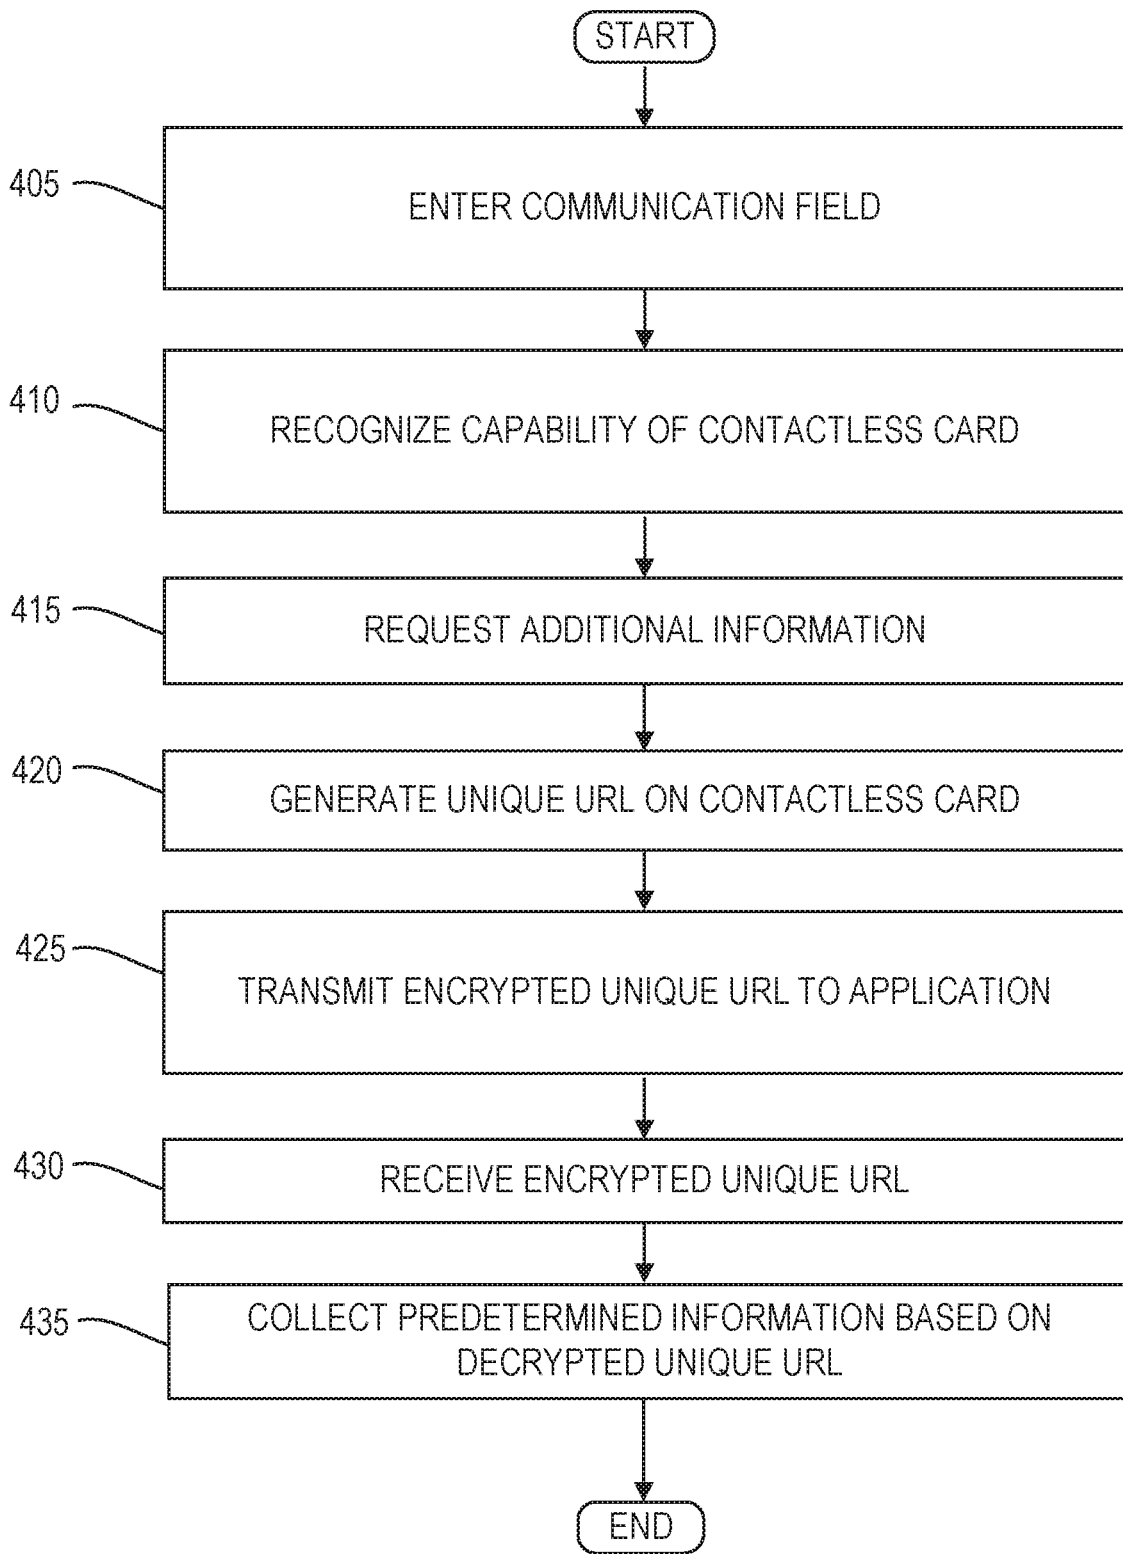 START
405
ENTER COMMUNICATION FIELD
410
RECOGNIZE CAPABILITY OF CONTACTLESS CARD
415
REQUEST ADDITIONAL INFORMATION
420
GENERATE UNIQUE URL ON CONTACTLESS CARD
425
TRANSMIT ENCRYPTED UNIQUE URL TO APPLICATION
430
RECEIVE ENCRYPTED UNIQUE URL
435
COLLECT PREDETERMINED INFORMATION BASED ON
DECRYPTED UNIQUE URL
END